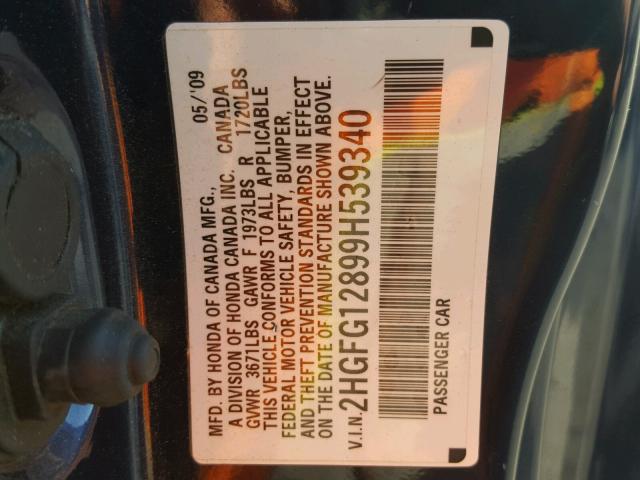 MFD. BY HONDA OF CANADA MFG., 05/'09
A DIVISION OF HONDA CANADA INC. CANADA
GVWR 3671LBS GAWR F 1973LBS R 1720LBS
THIS VEHICLE CONFORMS TO ALL APPLICABLE
FEDERAL MOTOR VEHICLE SAFETY, BUMPER,
AND THEFT PREVENTION STANDARDS IN EFFECT
ON THE DATE OF MANUFACTURE SHOWN ABOVE.
V.I.N. 2HGFG12899H539340
PASSENGER CAR